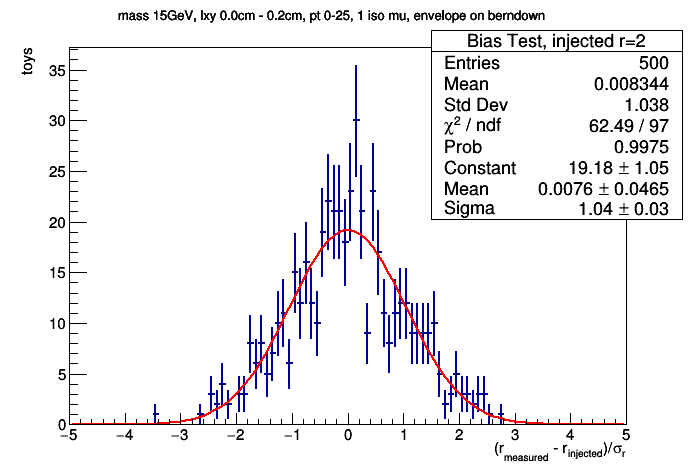 mass 15GeV, lxy 0.0cm - 0.2cm, pt 0-25, 1 iso mu, envelope on berndown
Bias Test, injected r=2
Entries 500
Mean 0.008344
Std Dev 1.038
χ² / ndf 62.49 / 97
Prob 0.9975
Constant 19.18 ± 1.05
Mean 0.0076 ± 0.0465
Sigma 1.04 ± 0.03
toys
35
30
25
20
15
10
5
0
−5 −4 −3 −2 −1 0 1 2 3 4 5
(r_measured - r_injected)/σ_r